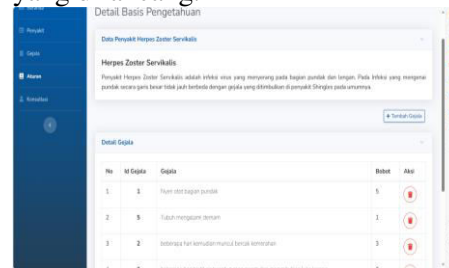 Detail Basis Pengetahuan
Penyakit
Gejala
Aturan
Konsultasi
Data Penyakit Herpes Zoster Servikalis
Herpes Zoster Servikalis
Penyakit Herpes Zoster Servikalis adalah infeksi virus yang menyerang pada bagian pundak dan lengan. Pada Infeksi yang mengenai
pundak secara garis besar tidak jauh berbeda dengan gejala yang ditimbulkan di penyakit Shingles pada umumnya.
+ Tambah Gejala
Detail Gejala
No Id Gejala Gejala Bobot Aksi
1 1 Nyeri otot bagian pundak 5
2 5 Tubuh mengalami demam 1
3 2 beberapa hari kemudian muncul bercak kemerahan 3